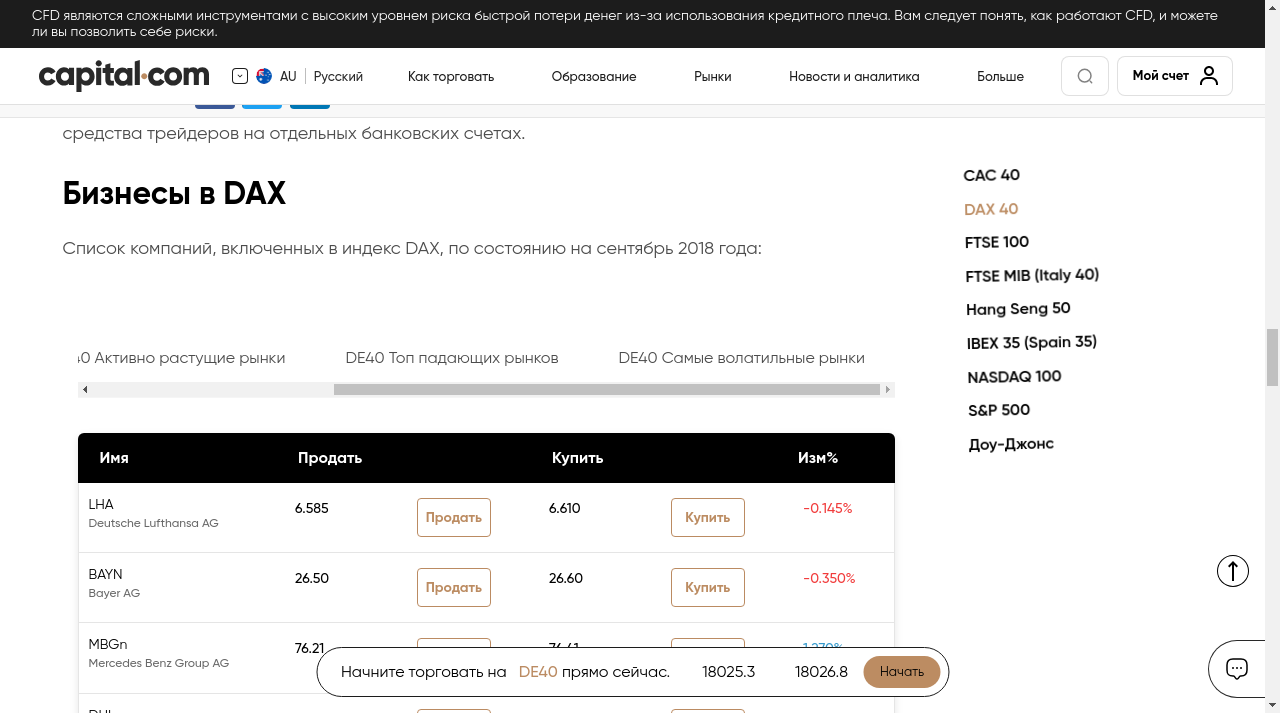 CFD являются сложными инструментами с высоким уровнем риска быстрой потери денег из-за использования кредитного плеча. Вам следует понять, как работают CFD, и можете
ли вы позволить себе риски.
capital.com AU Русский Как торговать Образование Рынки Новости и аналитика Больше Мой счет
средства трейдеров на отдельных банковских счетах.
Бизнесы в DAX
Список компаний, включенных в индекс DAX, по состоянию на сентябрь 2018 года:
40 Активно растущие рынки DE40 Топ падающих рынков DE40 Самые волатильные рынки
Имя Продать Купить Изм%
LHA 6.585 Продать 6.610 Купить -0.145%
Deutsche Lufthansa AG
BAYN 26.50 Продать 26.60 Купить -0.350%
Bayer AG
MBGn 76.21
Mercedes Benz Group AG
Начните торговать на DE40 прямо сейчас. 18025.3 18026.8 Начать
CAC 40
DAX 40
FTSE 100
FTSE MIB (Italy 40)
Hang Seng 50
IBEX 35 (Spain 35)
NASDAQ 100
S&P 500
Доу-Джонс